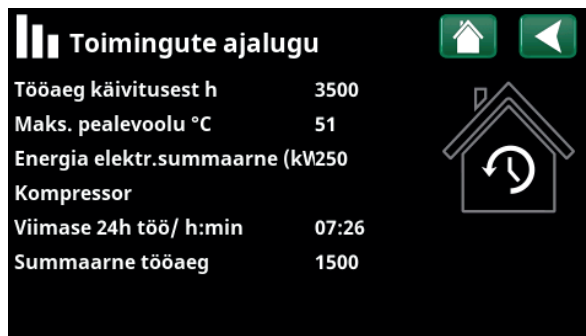 Toimingute ajalugu
Tööaeg käivitusest h 3500
Maks. pealevoolu °C 51
Energia elektr.summaarne (kW250
Kompressor
Viimase 24h töö/ h:min 07:26
Summaarne tööaeg 1500